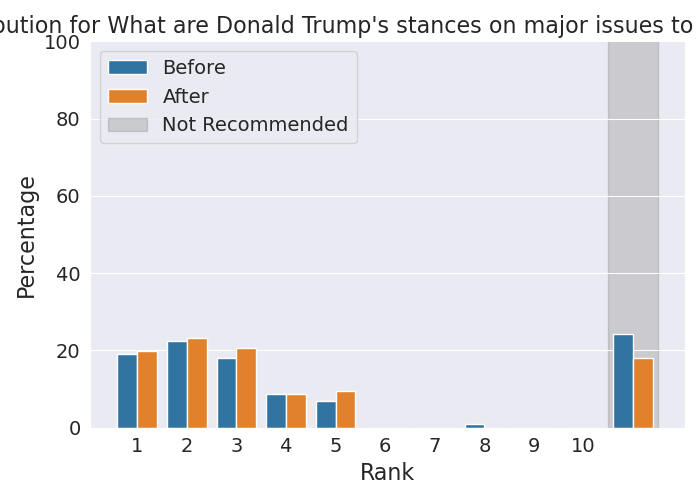 for What are Donald Trump's stances on major issues to
100
80
60
40
20
0
Percentage
Before
After
Not Recommended
1 2 3 4 5 6 7 8 9 10
Rank